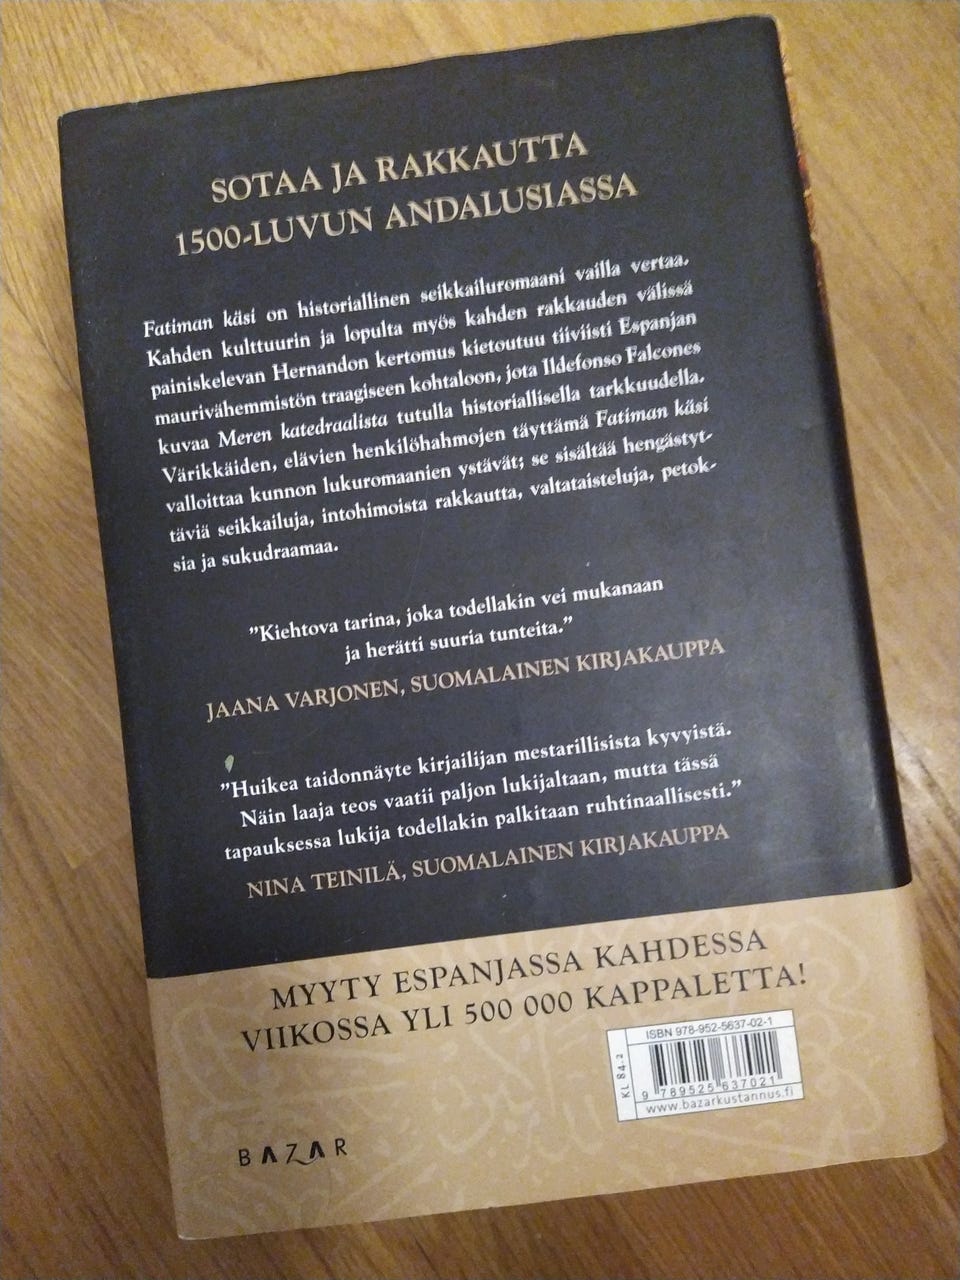 SOTAA JA RAKKAUTTA
1500-LUVUN ANDALUSIASSA
Fatiman käsi on historiallinen seikkailuromaani vailla vertaa.
Kahden kulttuurin ja lopulta myös kahden rakkauden välissä
painiskelevan Hernandon kertomus kietoutuu tiiviisti Espanjan
maurivähemmistön traagiseen kohtaloon, jota Ildefonso Falcones
kuvaa Meren katedraalista tutulla historiallisella tarkkuudella.
Värikkäiden, elävien henkilöhahmojen täyttämä Fatiman käsi
valloittaa kunnon lukuromaanien ystävät; se sisältää hengästyt-
täviä seikkailuja, intohimoista rakkautta, valtataisteluja, petok-
sia ja sukudraamaa.
"Kiehtova tarina, joka todellakin vei mukanaan
ja herätti suuria tunteita."
JAANA VARJONEN, SUOMALAINEN KIRJAKAUPPA
"Huikea taidonnäyte kirjailijan mestarillisista kyvyistä.
Näin laaja teos vaatii paljon lukijaltaan, mutta tässä
tapauksessa lukija todellakin palkitaan ruhtinaallisesti."
NINA TEINILÄ, SUOMALAINEN KIRJAKAUPPA
MYYTY ESPANJASSA KAHDESSA
VIIKOSSA YLI 500 000 KAPPALETTA!
ISBN 978-952-5637-02-1
KL 84.2
9 789525 637021
www.bazarkustannus.fi
BAZAR